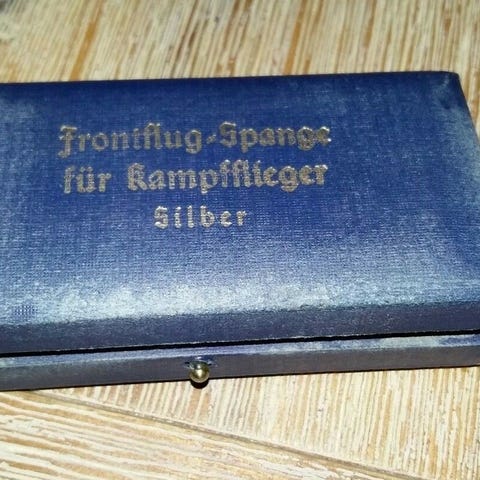 Frontflug-Spange
für Kampfflieger
Silber